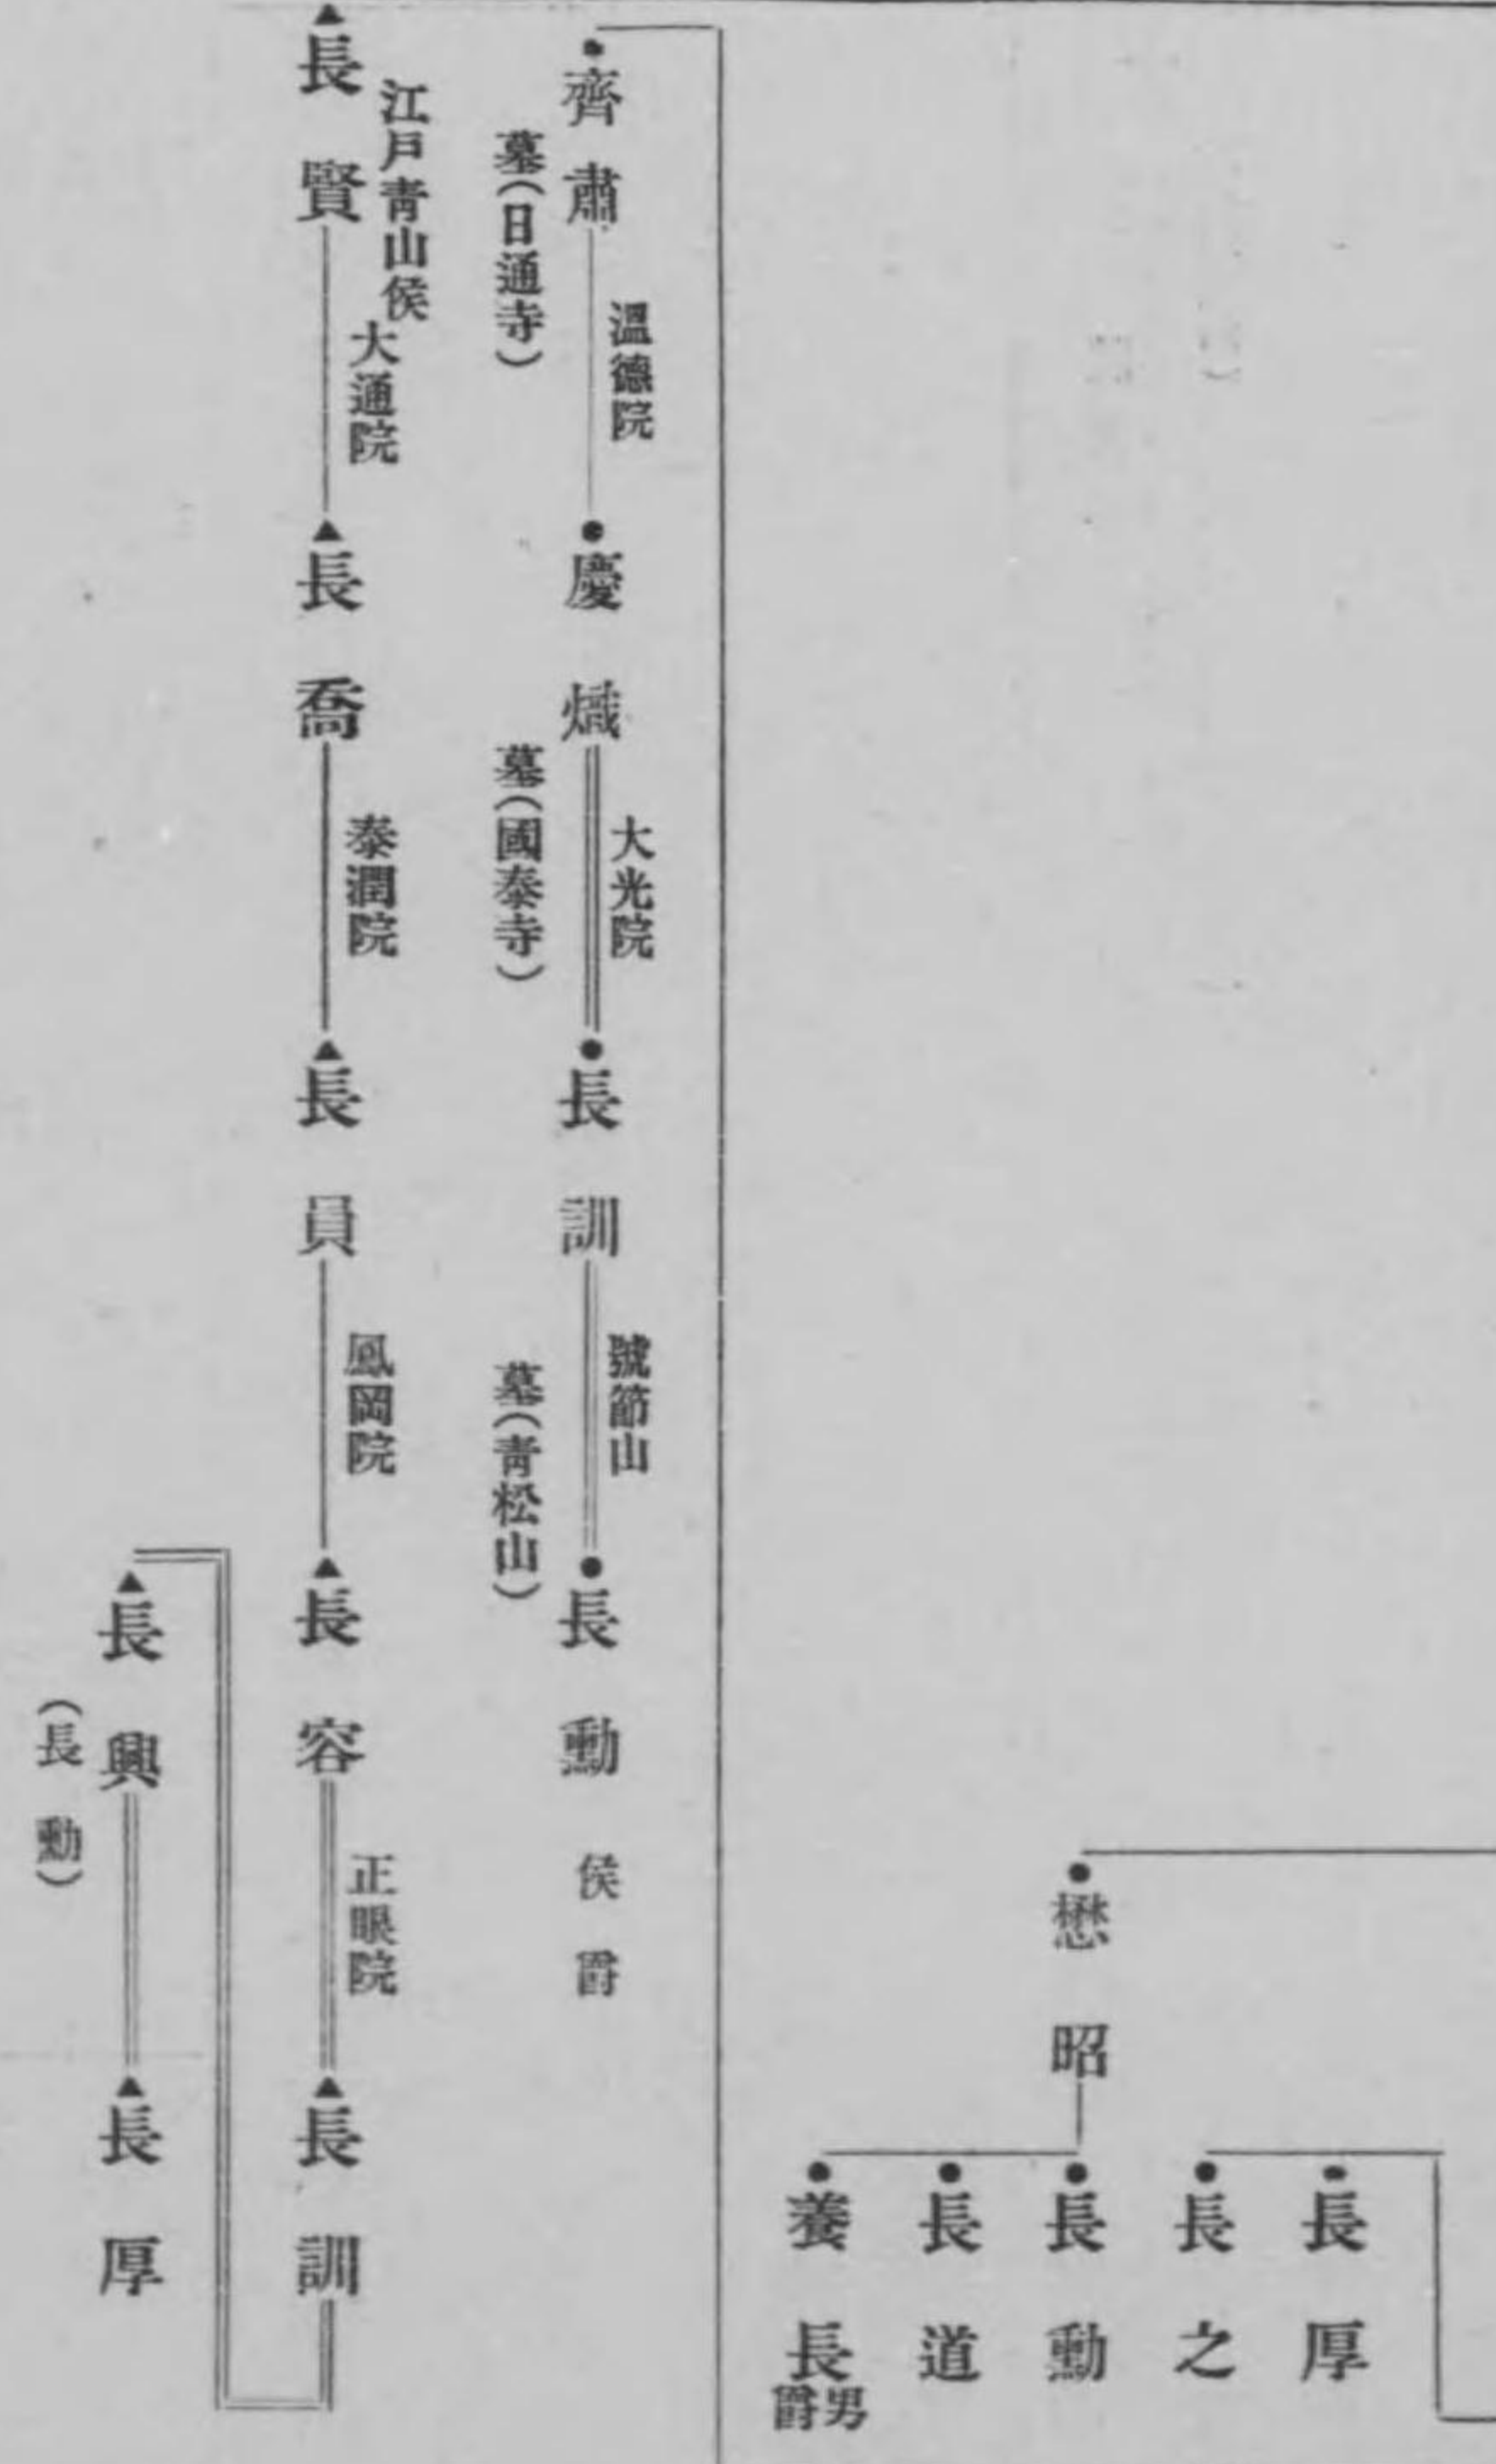 長厚
長之
懋昭
長勳
長道
養長
男爵
齊肅
溫德院
墓(日通寺)
慶熾
大光院
墓(國泰寺)
長訓
號節山
墓(靑松山)
長勳 侯爵
長賢
江戶靑山侯
大通院
長喬
泰潤院
長員
鳳岡院
長容
正眼院
長訓
長興
(長勳)
長厚